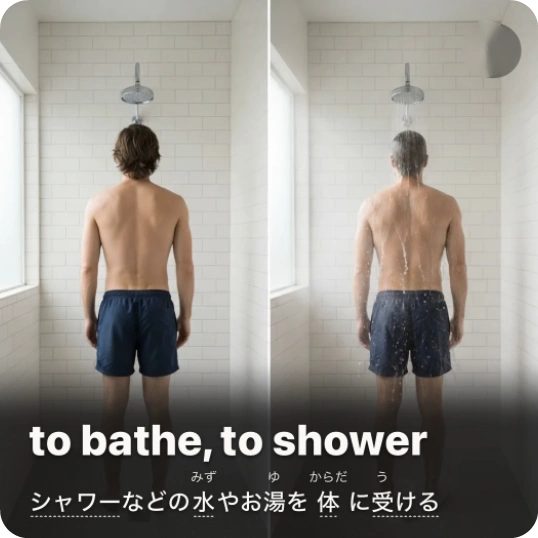 to bathe, to shower
みず ゆ からだ う
シャワーなどの水やお湯を体に受ける